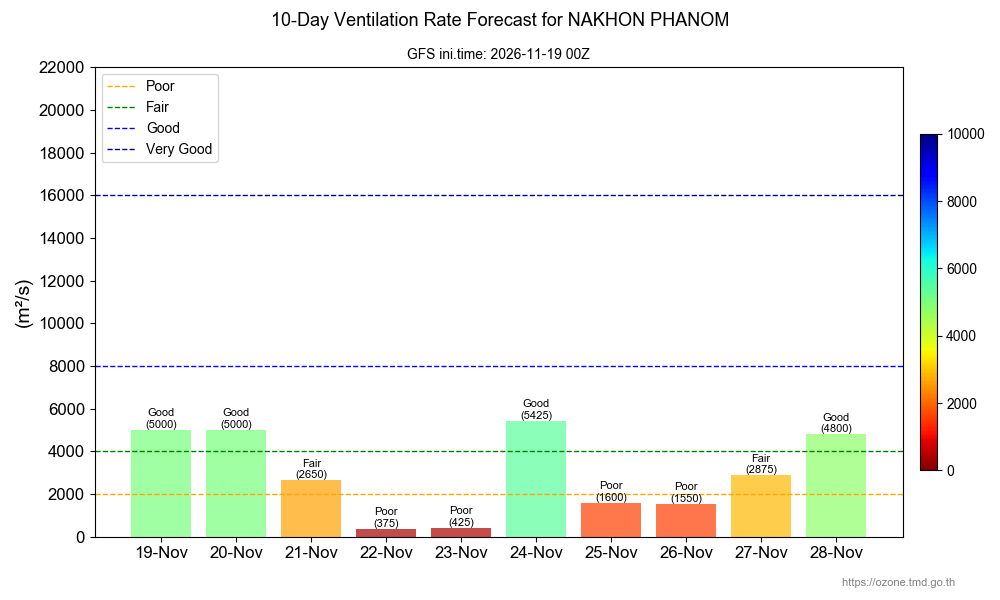 10-Day Ventilation Rate Forecast for NAKHON PHANOM
GFS ini.time: 2026-11-19 00Z
(m²/s)
22000
20000
18000
16000
14000
12000
10000
8000
6000
4000
2000
0
Poor
Fair
Good
Very Good
Good
(5000)
Good
(5000)
Fair
(2650)
Poor
(375)
Poor
(425)
Good
(5425)
Poor
(1600)
Poor
(1550)
Fair
(2875)
Good
(4800)
19-Nov
20-Nov
21-Nov
22-Nov
23-Nov
24-Nov
25-Nov
26-Nov
27-Nov
28-Nov
10000
8000
6000
4000
2000
0
https://ozone.tmd.go.th